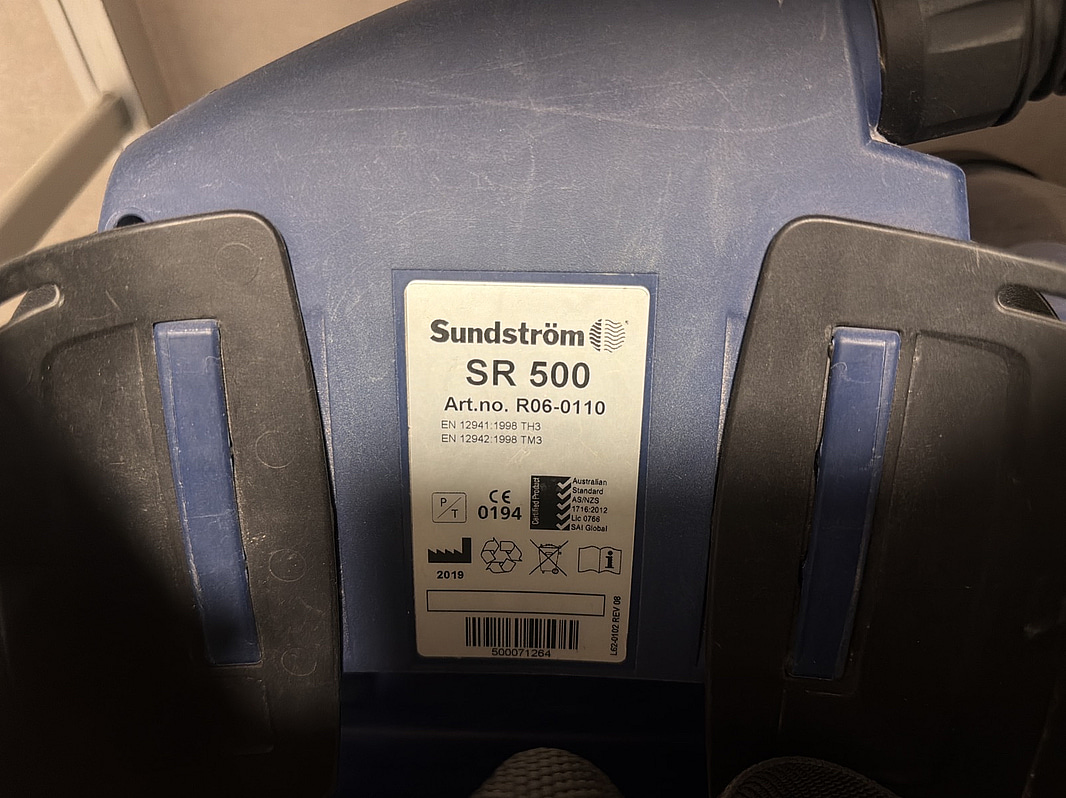 Sundström
SR 500
Art.no. R06-0110
EN 12941:1998 TH3
EN 12942:1998 TM3
P/T
CE
0194
Certified Product
Australian
Standard
AS/NZS
1716:2012
Lic 0766
SAI Global
2019
i
500071264
L62-0102 REV 08